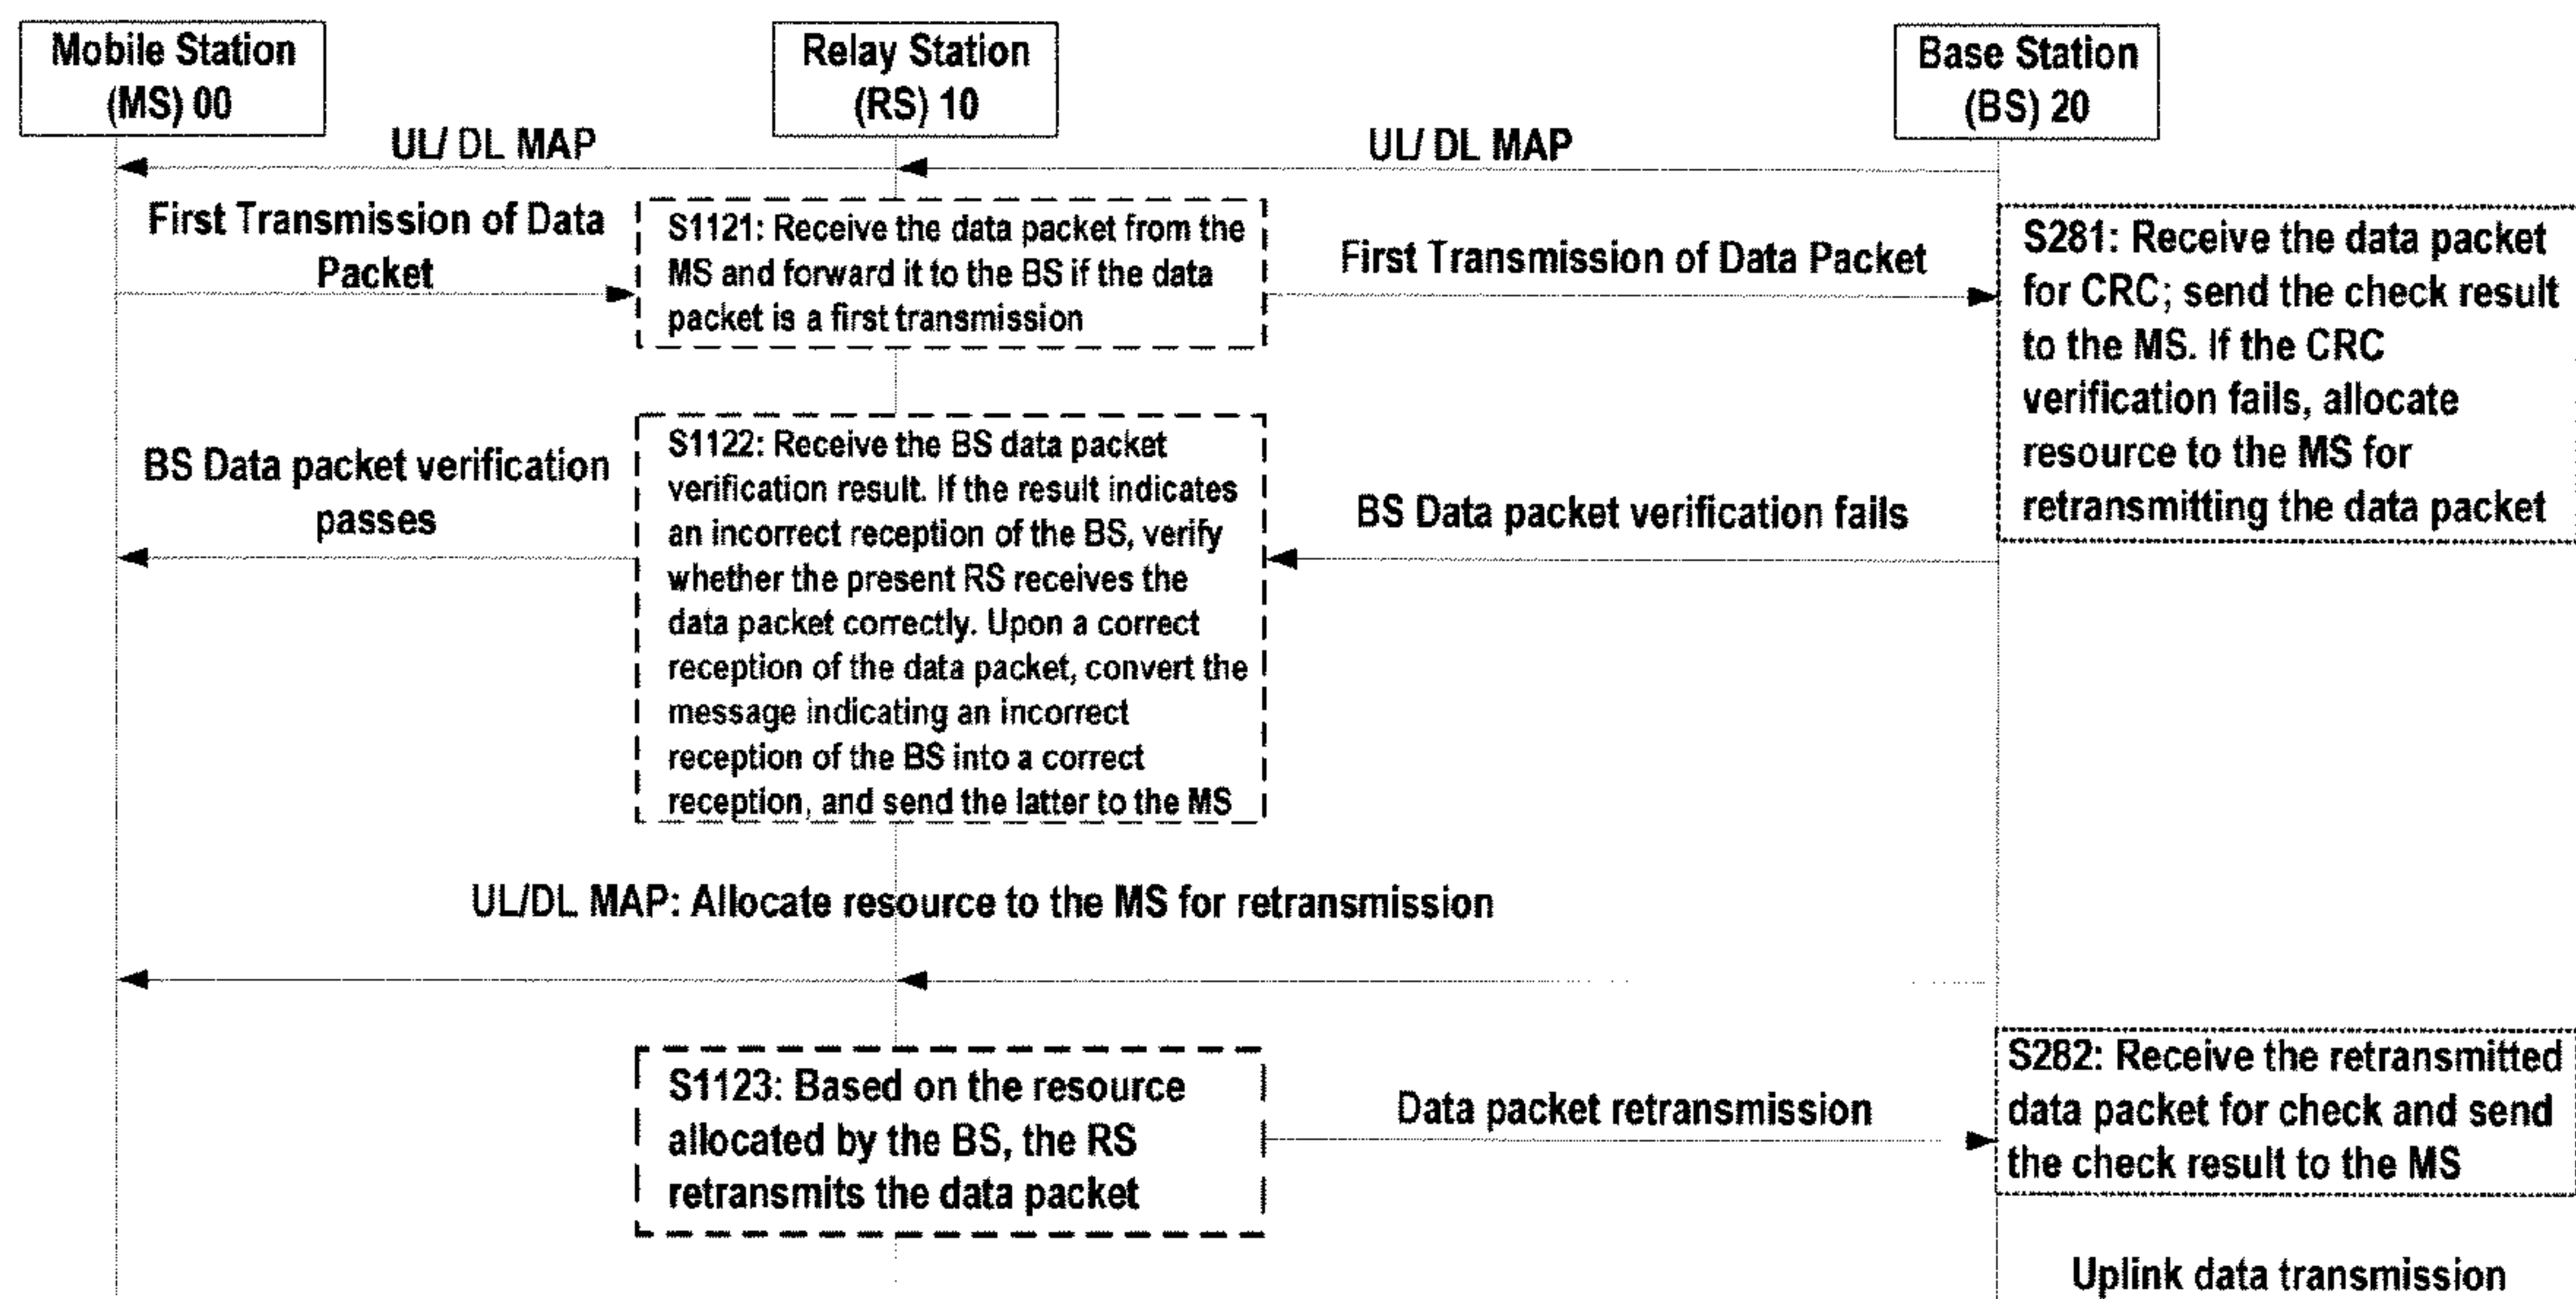 Mobile Station
(MS) 00
Relay Station
(RS) 10
Base Station
(BS) 20
UL/ DL MAP
UL/ DL MAP
First Transmission of Data
Packet
S1121: Receive the data packet from the
MS and forward it to the BS if the data
packet is a first transmission
First Transmission of Data Packet
S281: Receive the data packet
for CRC; send the check result
to the MS. If the CRC
verification fails, allocate
resource to the MS for
retransmitting the data packet
BS Data packet verification
passes
S1122: Receive the BS data packet
verification result. If the result indicates
an incorrect reception of the BS, verify
whether the present RS receives the
data packet correctly. Upon a correct
reception of the data packet, convert the
message indicating an incorrect
reception of the BS into a correct
reception, and send the latter to the MS
BS Data packet verification fails
UL/DL MAP: Allocate resource to the MS for retransmission
S1123: Based on the resource
allocated by the BS, the RS
retransmits the data packet
Data packet retransmission
S282: Receive the retransmitted
data packet for check and send
the check result to the MS
Uplink data transmission